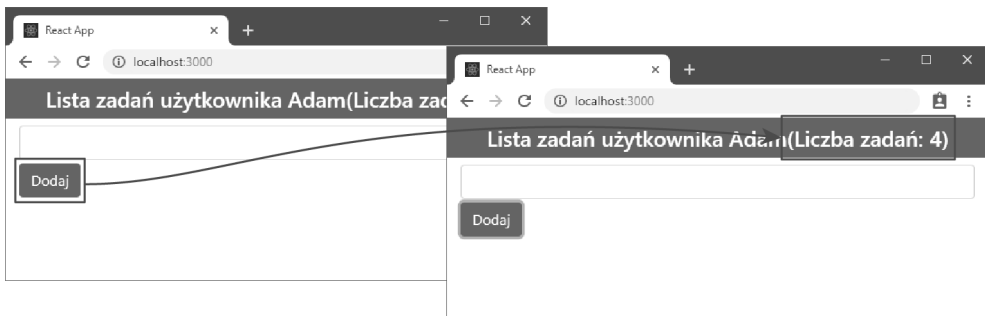 React App
localhost:3000
Lista zadań użytkownika Adam(Liczba zad
Dodaj
React App
localhost:3000
Lista zadań użytkownika Adam(Liczba zadań: 4)
Dodaj